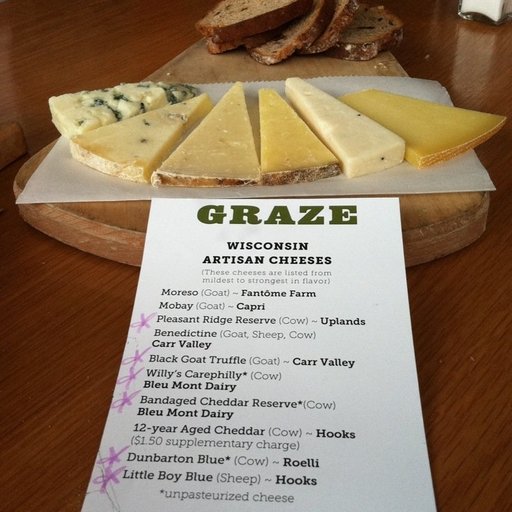 GRAZE
WISCONSIN
ARTISAN CHEESES
(These cheeses are listed from
mildest to strongest in flavor)
Moreso (Goat) ~ Fantôme Farm
Mobay (Goat) ~ Capri
Pleasant Ridge Reserve (Cow) ~ Uplands
Benedictine (Goat, Sheep, Cow)
Carr Valley
Black Goat Truffle (Goat) ~ Carr Valley
Willy's Carephilly* (Cow)
Bleu Mont Dairy
Bandaged Cheddar Reserve*(Cow)
Bleu Mont Dairy
12-year Aged Cheddar (Cow) ~ Hooks
($1.50 supplementary charge)
Dunbarton Blue* (Cow) ~ Roelli
Little Boy Blue (Sheep) ~ Hooks
*unpasteurized cheese